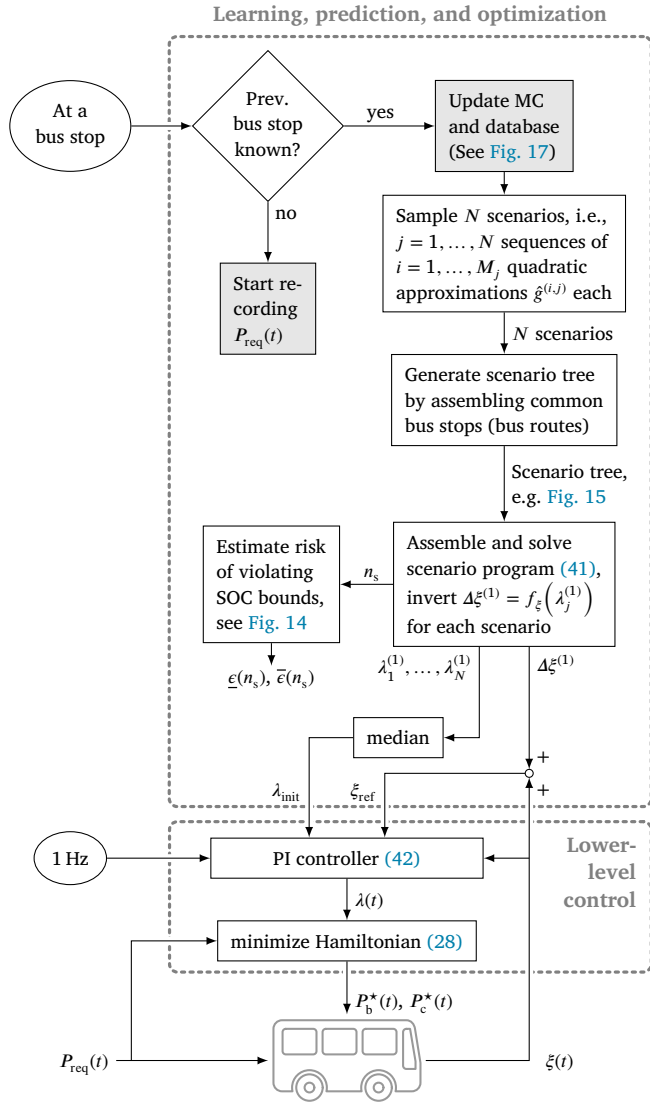 Learning, prediction, and optimization
At a
bus stop
Prev.
bus stop
known?
yes
Update MC
and database
(See Fig. 17)
no
Start re-
cording
P_req(t)
Sample N scenarios, i.e.,
j = 1, … , N sequences of
i = 1, … , M_j quadratic
approximations ĝ^(i,j) each
N scenarios
Generate scenario tree
by assembling common
bus stops (bus routes)
Scenario tree,
e.g. Fig. 15
Assemble and solve
scenario program (41),
invert Δξ^(1) = f_ξ(λ_j^(1))
for each scenario
n_s
Estimate risk
of violating
SOC bounds,
see Fig. 14
ϵ̲(n_s), ϵ̅(n_s)
λ_1^(1), … , λ_N^(1)
Δξ^(1)
median
+
+
λ_init
ξ_ref
1 Hz
PI controller (42)
Lower-
level
control
λ(t)
minimize Hamiltonian (28)
P_b^⋆(t), P_c^⋆(t)
P_req(t)
ξ(t)